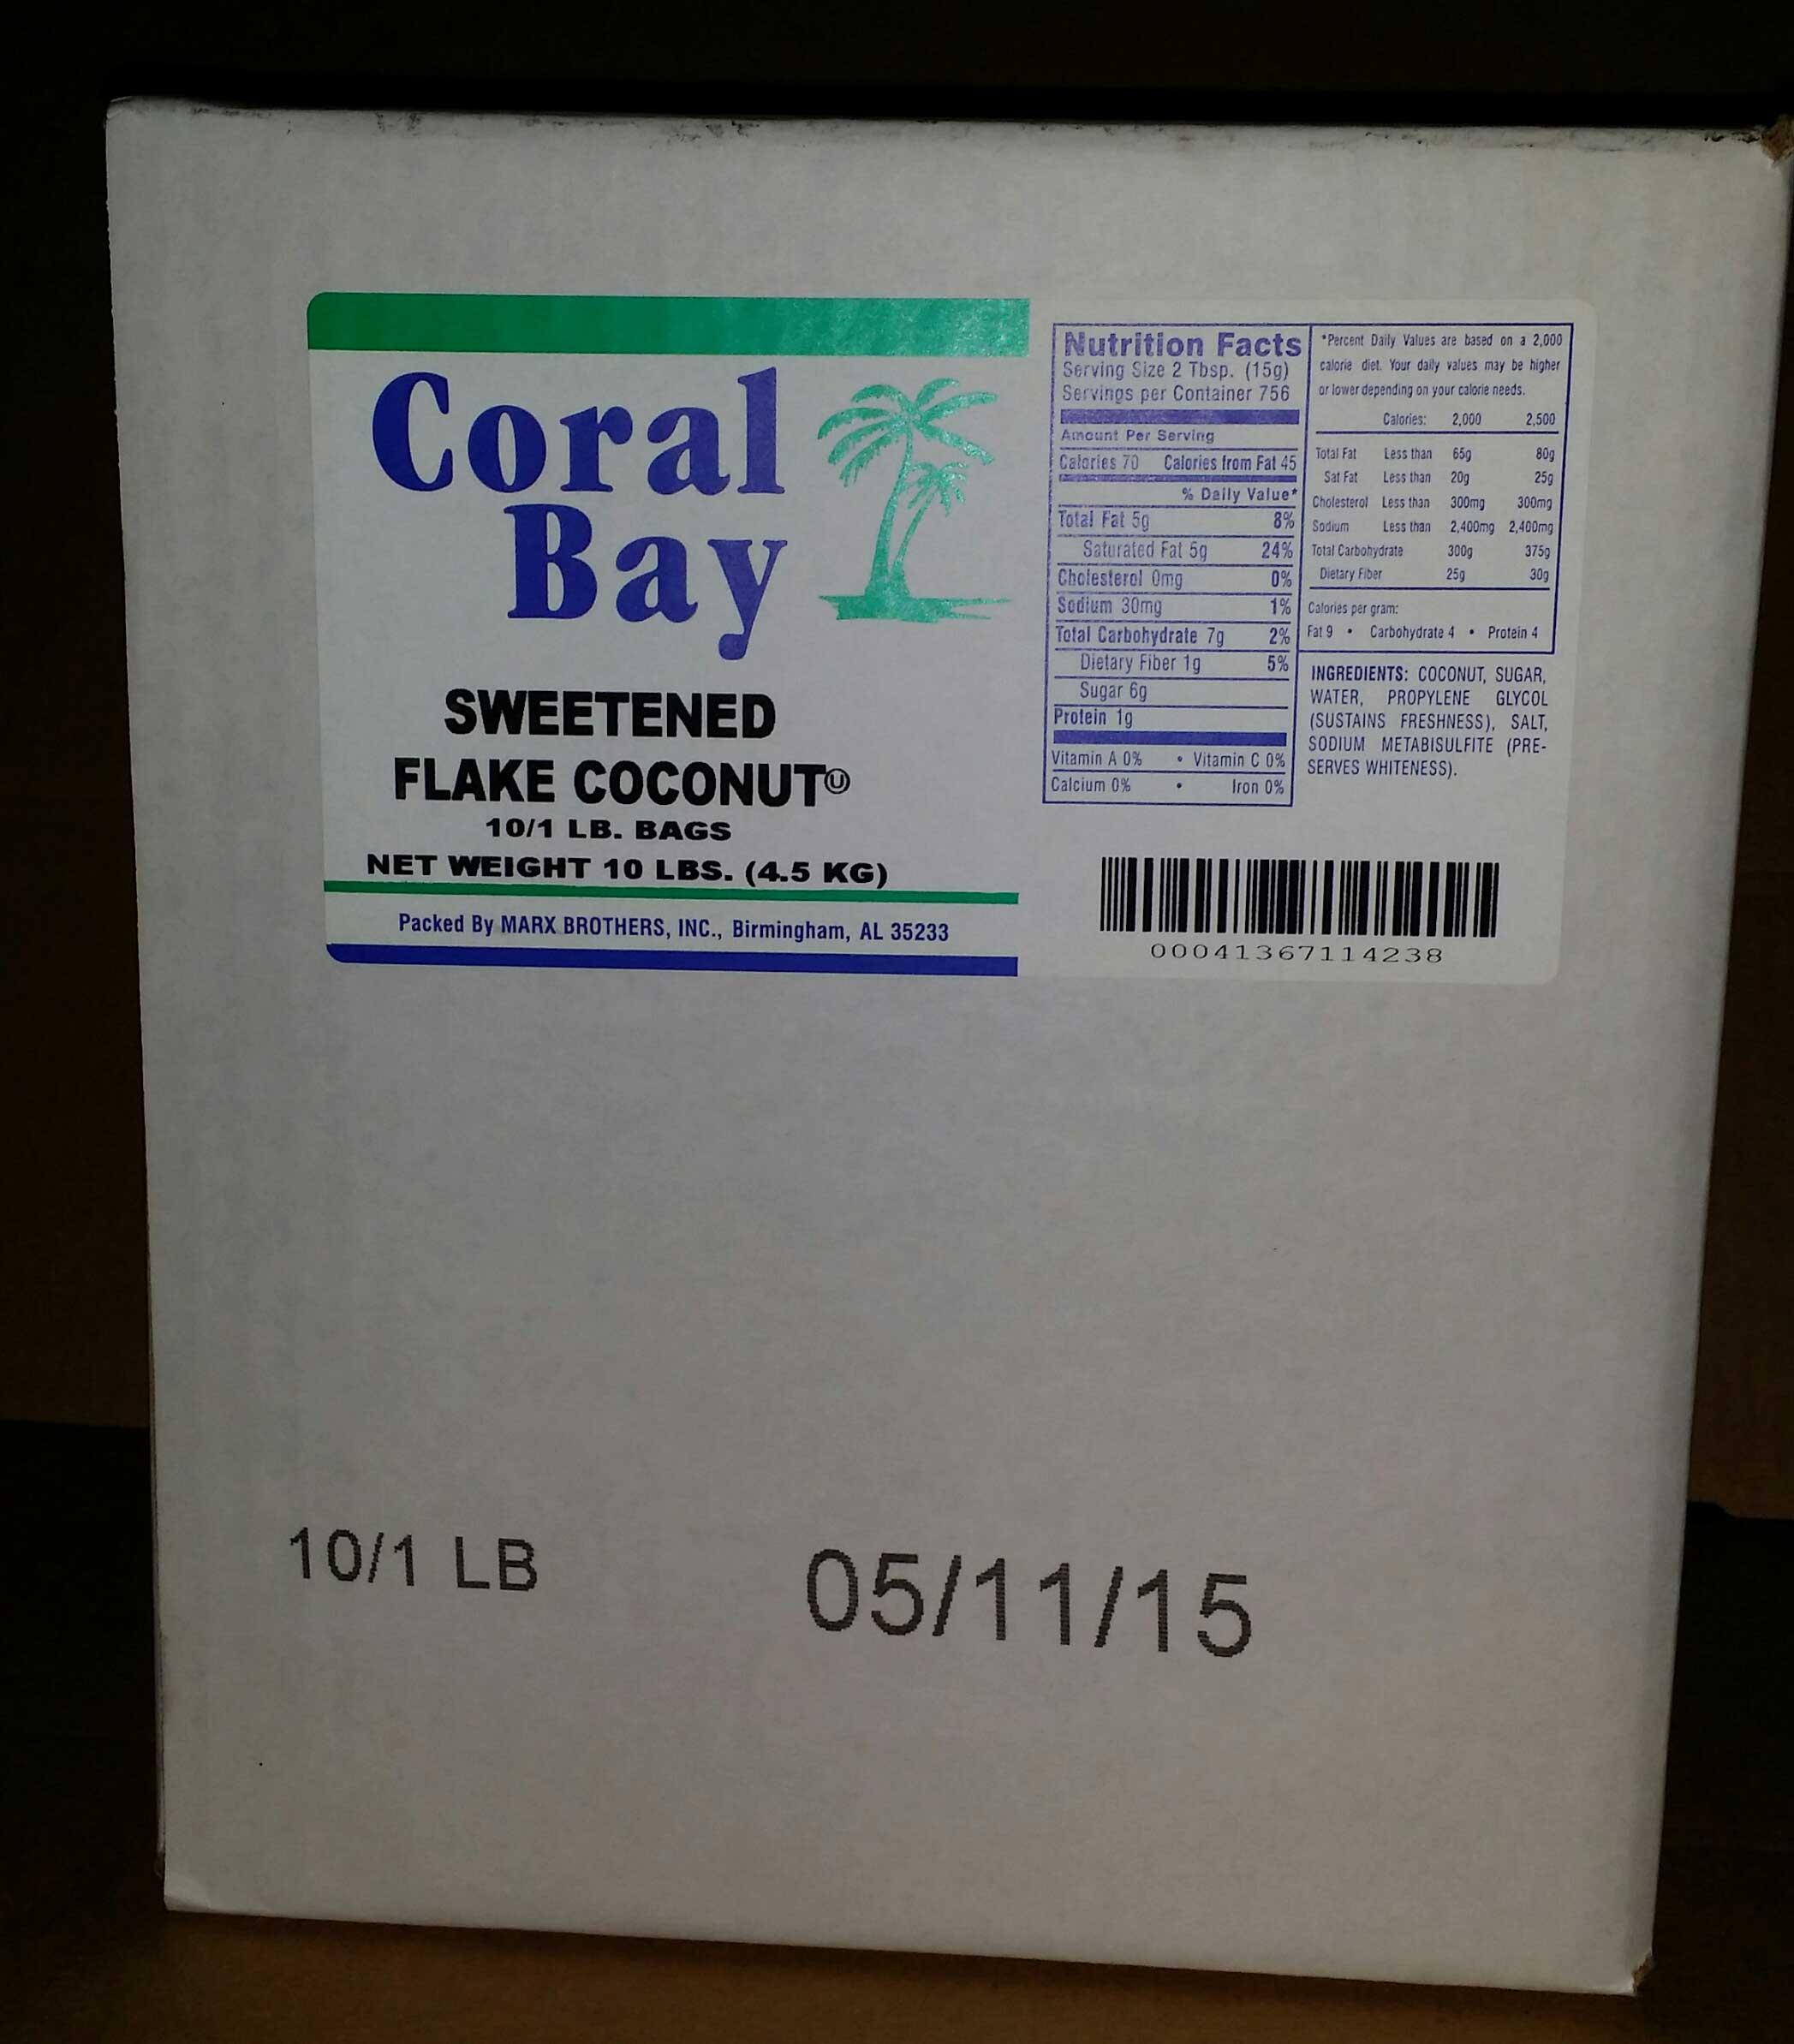 Coral
Bay
SWEETENED
FLAKE COCONUTⓊ
10/1 LB. BAGS
NET WEIGHT 10 LBS. (4.5 KG)
Packed By MARX BROTHERS, INC., Birmingham, AL 35233
Nutrition Facts
Serving Size 2 Tbsp. (15g)
Servings per Container 756
Amount Per Serving
Calories 70 Calories from Fat 45
% Daily Value*
Total Fat 5g 8%
Saturated Fat 5g 24%
Cholesterol 0mg 0%
Sodium 30mg 1%
Total Carbohydrate 7g 2%
Dietary Fiber 1g 5%
Sugar 6g
Protein 1g
Vitamin A 0% • Vitamin C 0%
Calcium 0% • Iron 0%
*Percent Daily Values are based on a 2,000
calorie diet. Your daily values may be higher
or lower depending on your calorie needs.
Calories: 2,000 2,500
Total Fat Less than 65g 80g
Sat Fat Less than 20g 25g
Cholesterol Less than 300mg 300mg
Sodium Less than 2,400mg 2,400mg
Total Carbohydrate 300g 375g
Dietary Fiber 25g 30g
Calories per gram:
Fat 9 • Carbohydrate 4 • Protein 4
INGREDIENTS: COCONUT, SUGAR,
WATER, PROPYLENE GLYCOL
(SUSTAINS FRESHNESS), SALT,
SODIUM METABISULFITE (PRE-
SERVES WHITENESS).
00041367114238
10/1 LB
05/11/15